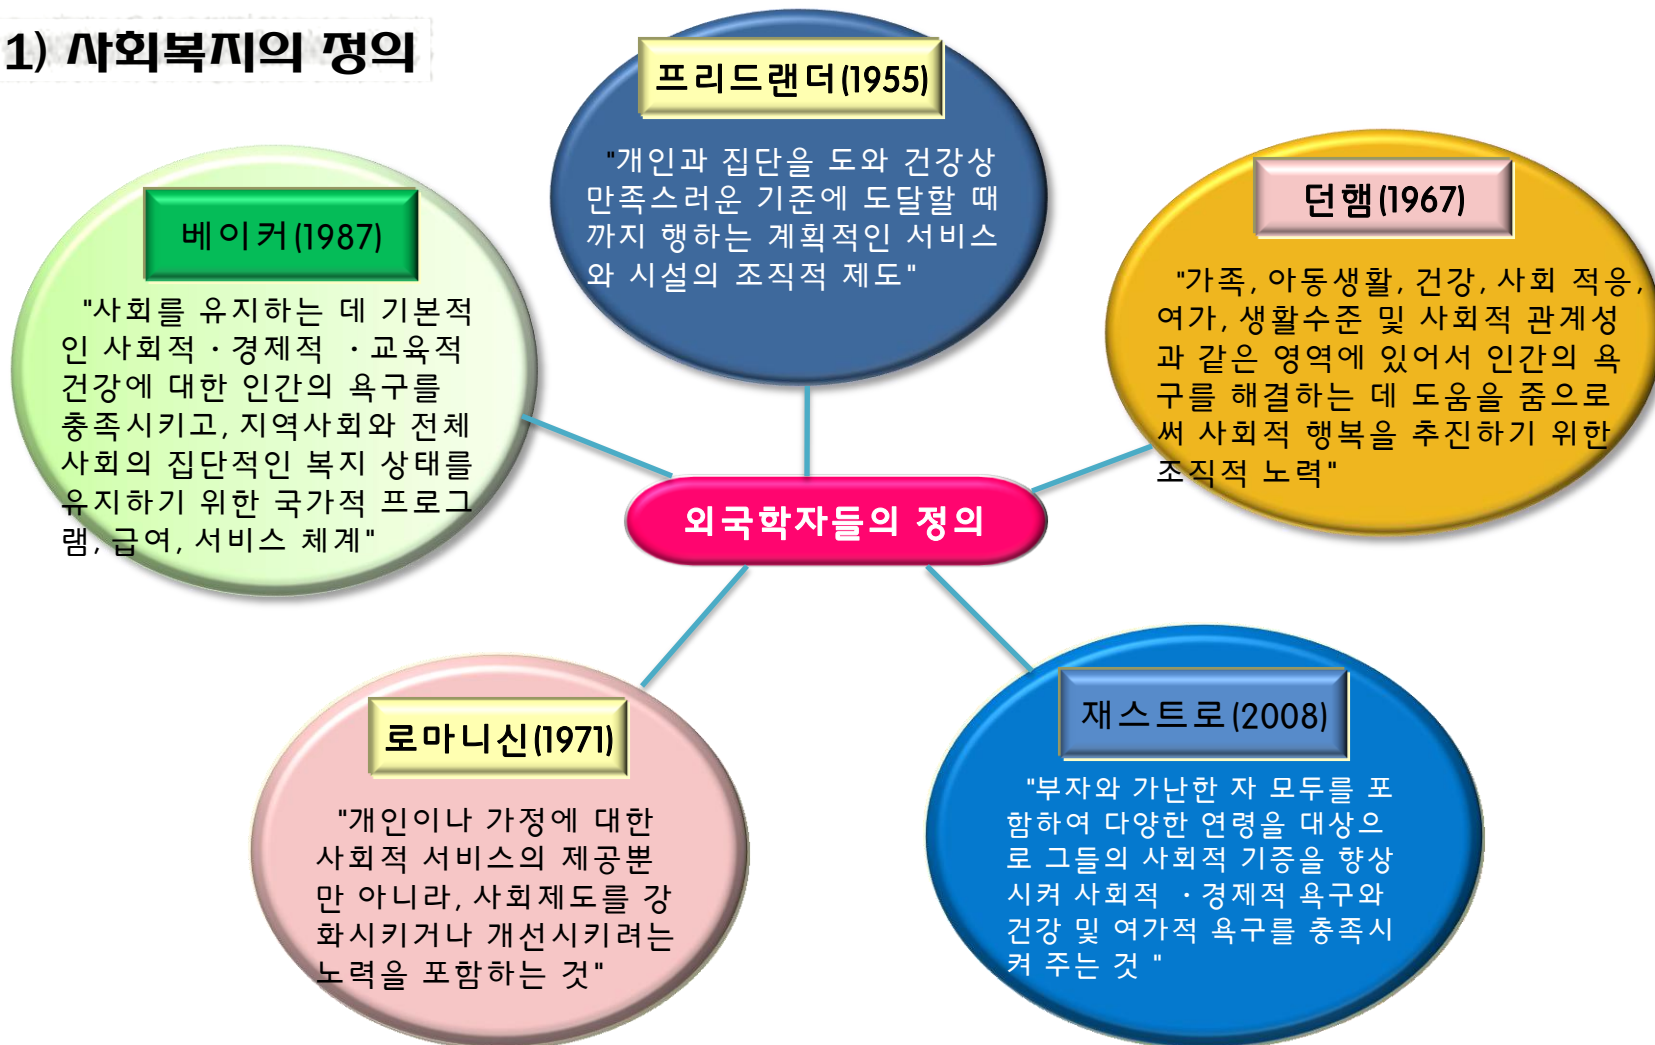 1) 사회복지의 정의
프리드랜더(1955)
"개인과 집단을 도와 건강상
만족스러운 기준에 도달할 때
까지 행하는 계획적인 서비스
와 시설의 조직적 제도"
던햄(1967)
"가족, 아동생활, 건강, 사회 적응,
여가, 생활수준 및 사회적 관계성
과 같은 영역에 있어서 인간의 욕
구를 해결하는 데 도움을 줌으로
써 사회적 행복을 추진하기 위한
조직적 노력"
베이커(1987)
"사회를 유지하는 데 기본적
인 사회적 · 경제적 · 교육적
건강에 대한 인간의 욕구를
충족시키고, 지역사회와 전체
사회의 집단적인 복지 상태를
유지하기 위한 국가적 프로그
램, 급여, 서비스 체계"
외국학자들의 정의
로마니신(1971)
"개인이나 가정에 대한
사회적 서비스의 제공뿐
만 아니라, 사회제도를 강
화시키거나 개선시키려는
노력을 포함하는 것"
재스트로(2008)
"부자와 가난한 자 모두를 포
함하여 다양한 연령을 대상으
로 그들의 사회적 기증을 향상
시켜 사회적 · 경제적 욕구와
건강 및 여가적 욕구를 충족시
켜 주는 것 "